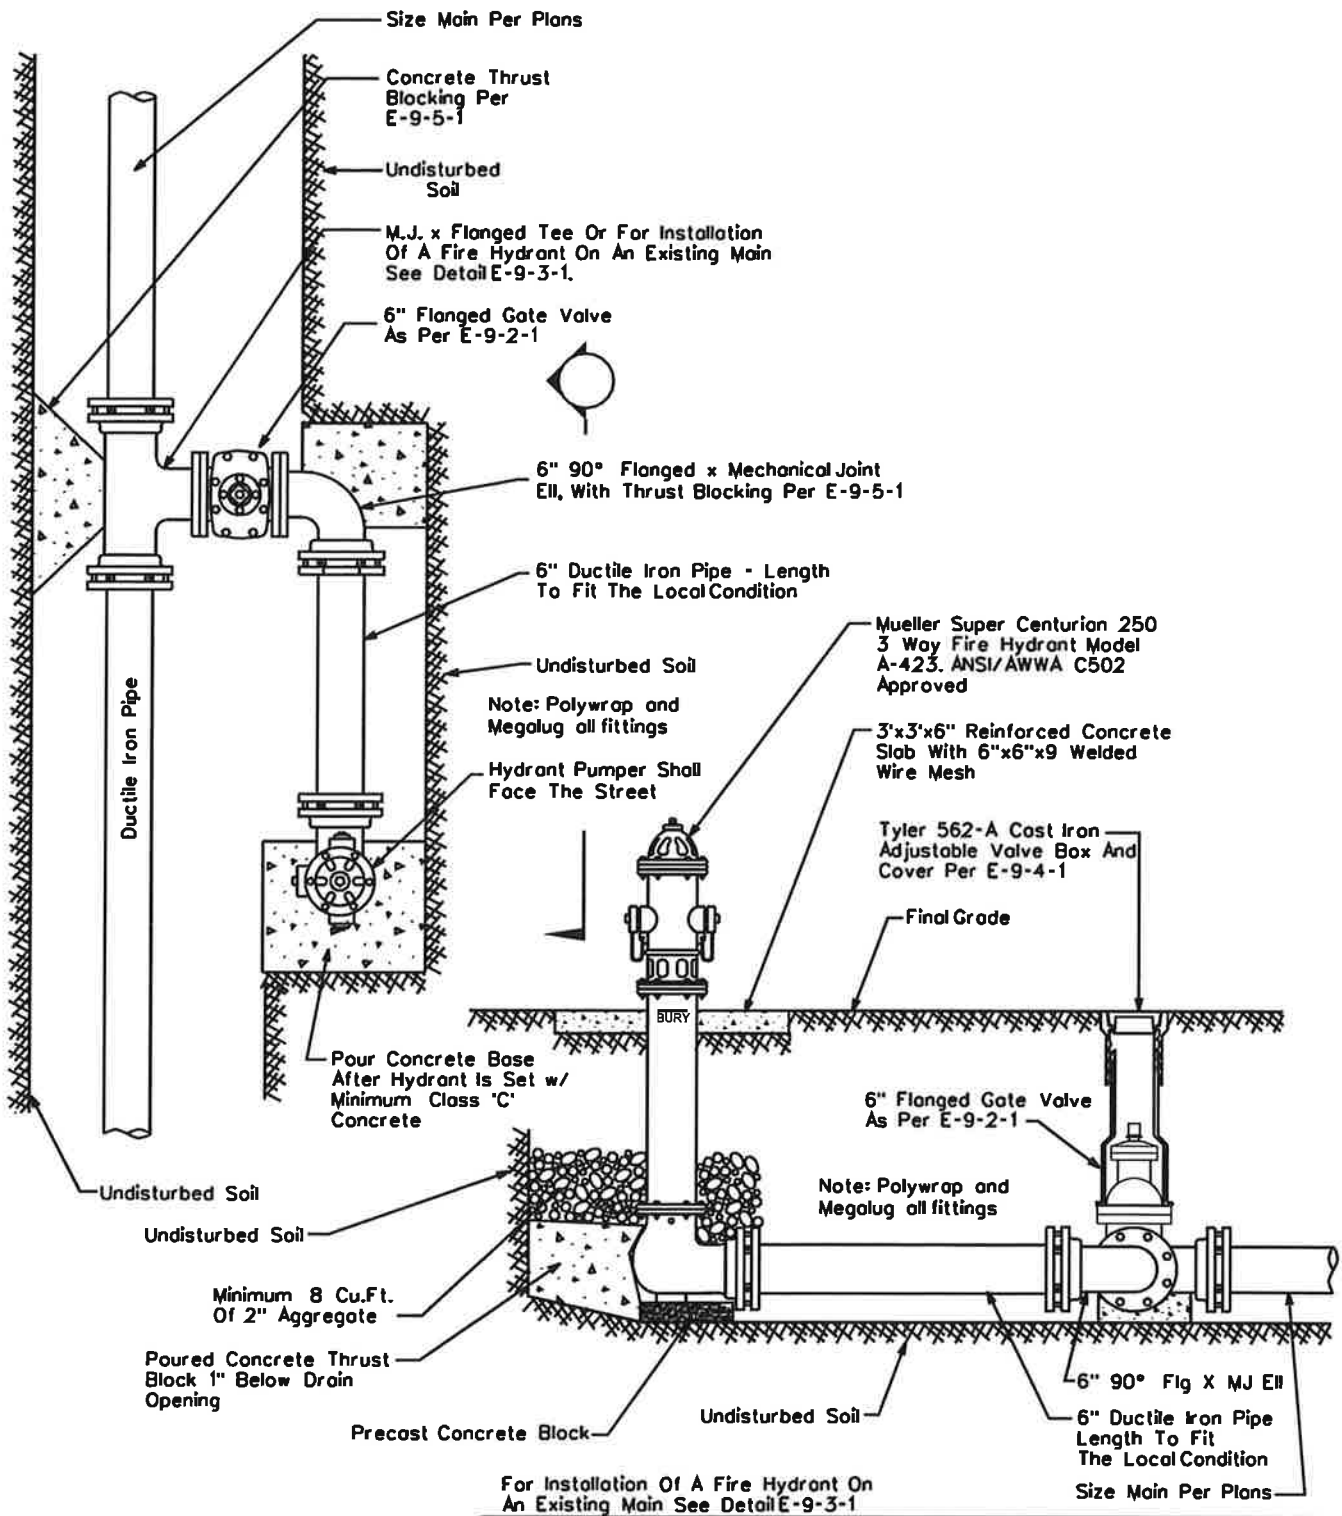 Size Main Per Plans
Concrete Thrust
Blocking Per
E-9-5-1
Undisturbed
Soil
M.J. x Flanged Tee Or For Installation
Of A Fire Hydrant On An Existing Main
See Detail E-9-3-1.
6" Flanged Gate Valve
As Per E-9-2-1
6" 90° Flanged x Mechanical Joint
Ell, With Thrust Blocking Per E-9-5-1
6" Ductile Iron Pipe - Length
To Fit The Local Condition
Undisturbed Soil
Note: Polywrap and
Megalug all fittings
Hydrant Pumper Shall
Face The Street
Ductile Iron Pipe
Mueller Super Centurian 250
3 Way Fire Hydrant Model
A-423. ANSI/AWWA C502
Approved
3'x3'x6" Reinforced Concrete
Slab With 6"x6"x9 Welded
Wire Mesh
Tyler 562-A Cast Iron
Adjustable Valve Box And
Cover Per E-9-4-1
Final Grade
BURY
Pour Concrete Base
After Hydrant Is Set w/
Minimum Class 'C'
Concrete
6" Flanged Gate Valve
As Per E-9-2-1
Undisturbed Soil
Undisturbed Soil
Note: Polywrap and
Megalug all fittings
Minimum 8 Cu.Ft.
Of 2" Aggregate
Poured Concrete Thrust
Block 1" Below Drain
Opening
Precast Concrete Block
Undisturbed Soil
6" 90° Flg X MJ Ell
6" Ductile Iron Pipe
Length To Fit
The Local Condition
Size Main Per Plans
For Installation Of A Fire Hydrant On
An Existing Main See Detail E-9-3-1